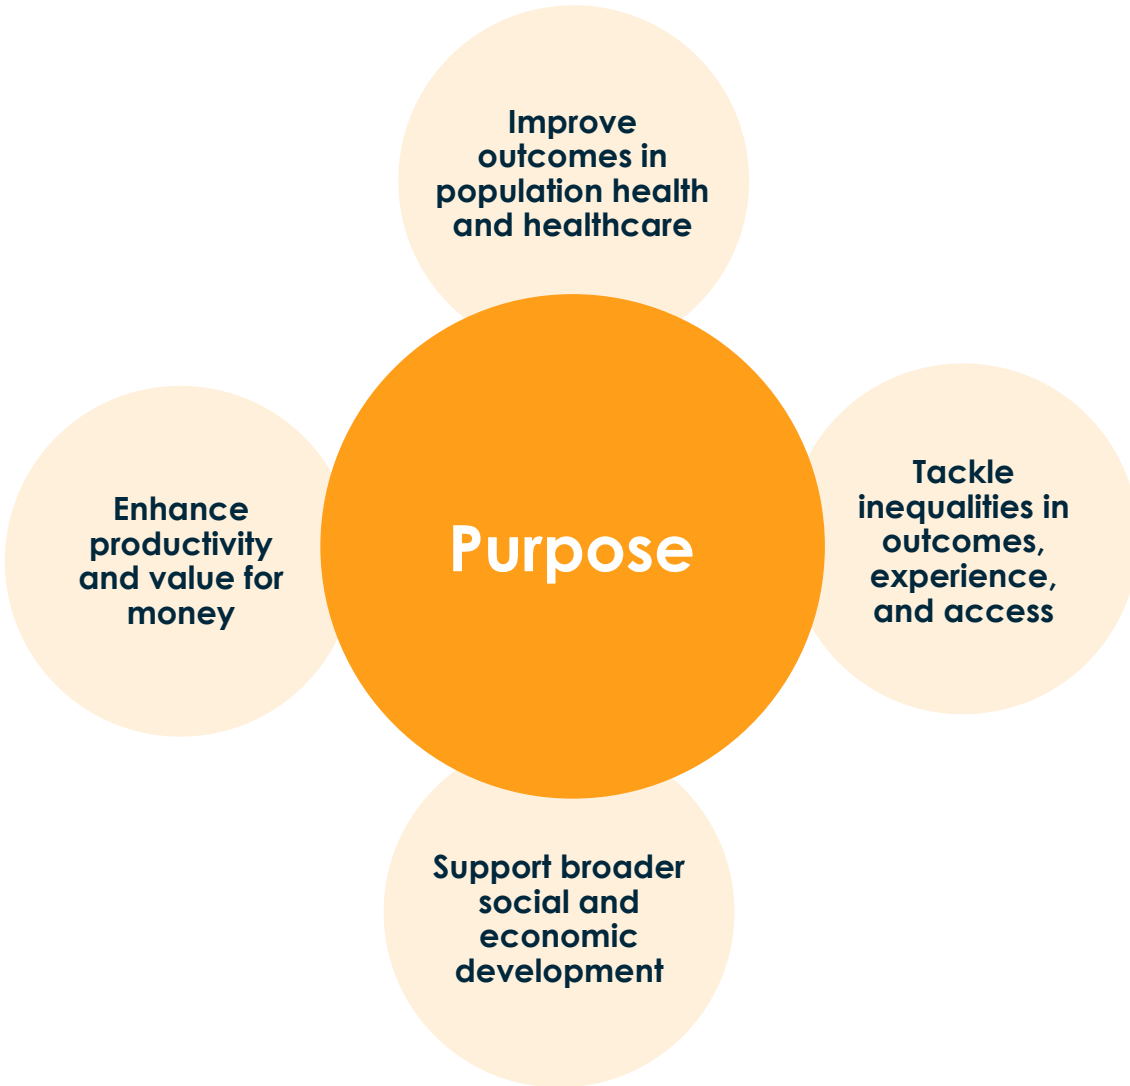 Improve
outcomes in
population health
and healthcare
Enhance
productivity
and value for
money
Purpose
Tackle
inequalities in
outcomes,
experience,
and access
Support broader
social and
economic
development